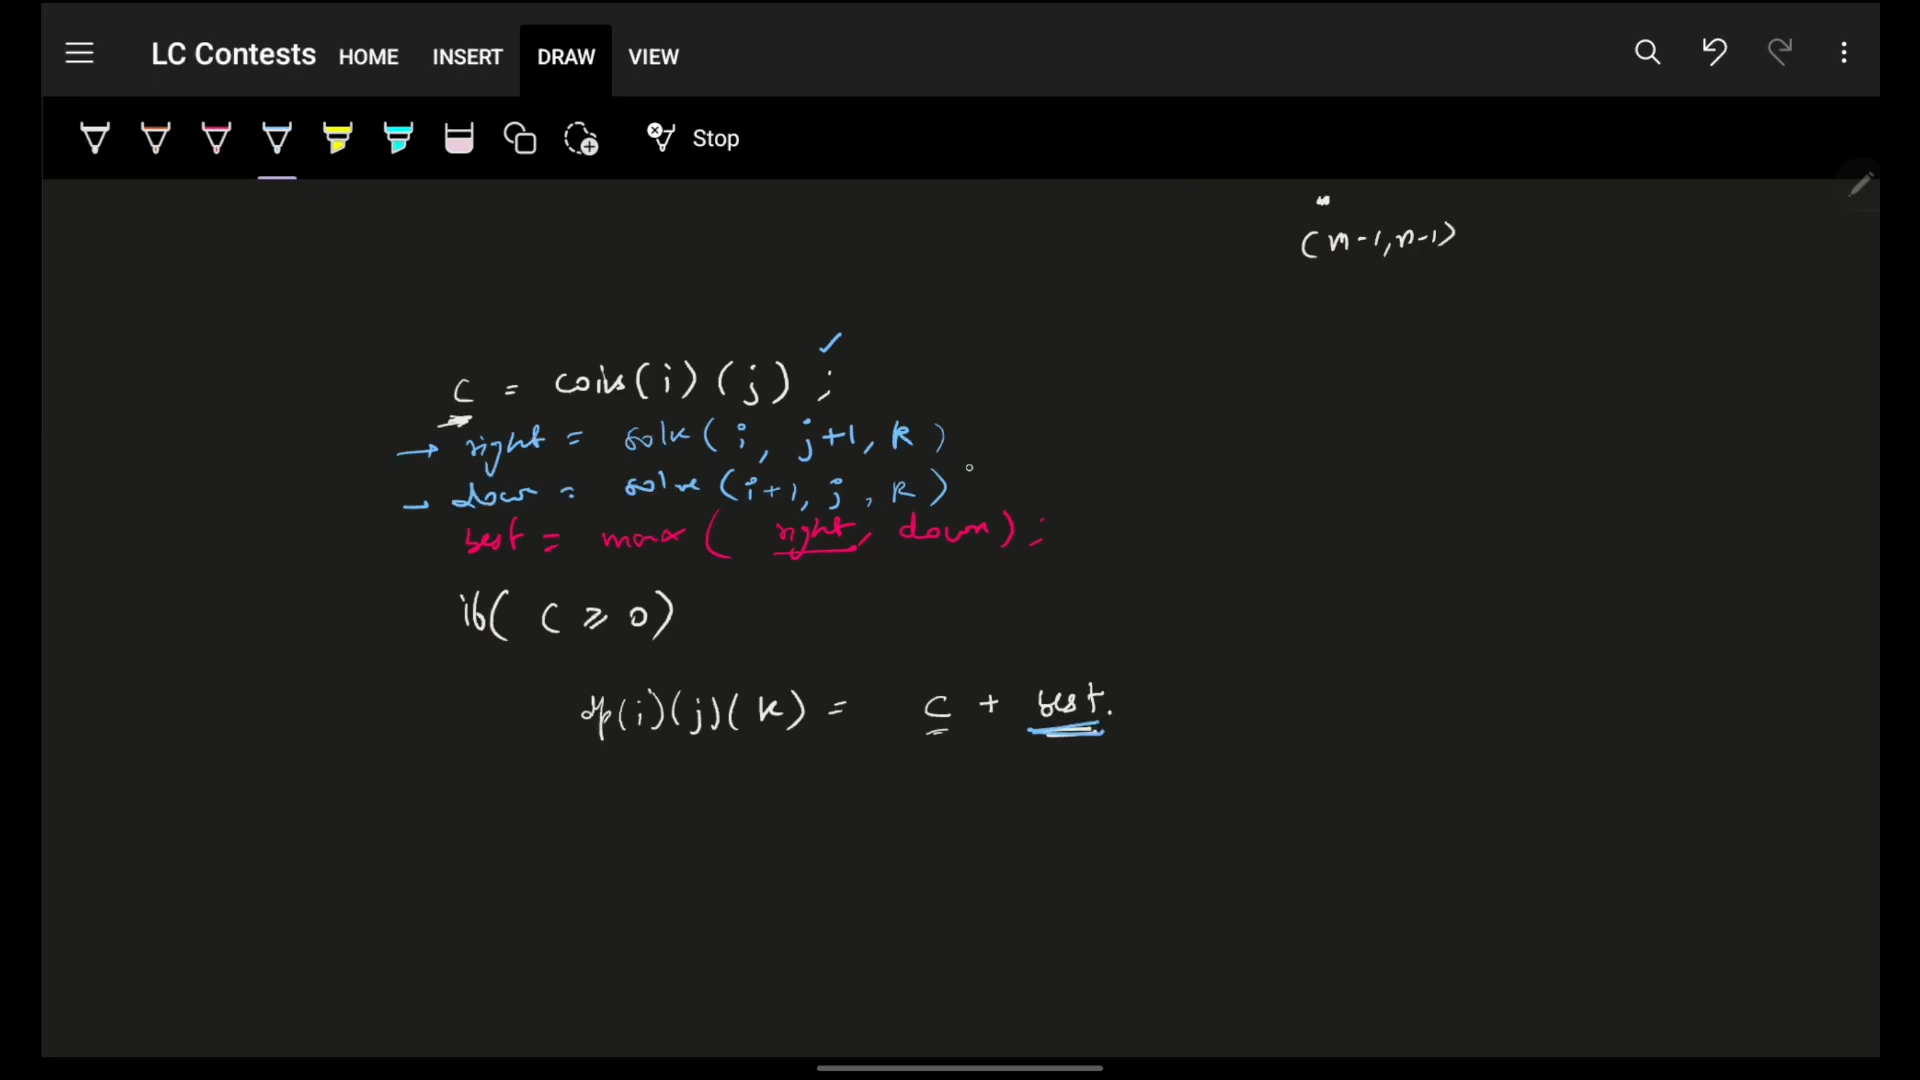 LC Contests HOME INSERT DRAW VIEW
Stop
(m-1,n-1)
C = coins(i)(j);
→ right = solve(i, j+1, k)
→ down = solve(i+1, j, k)
best = max(right, down);
if( C ≥ 0)
dp(i)(j)(k) = C + best.